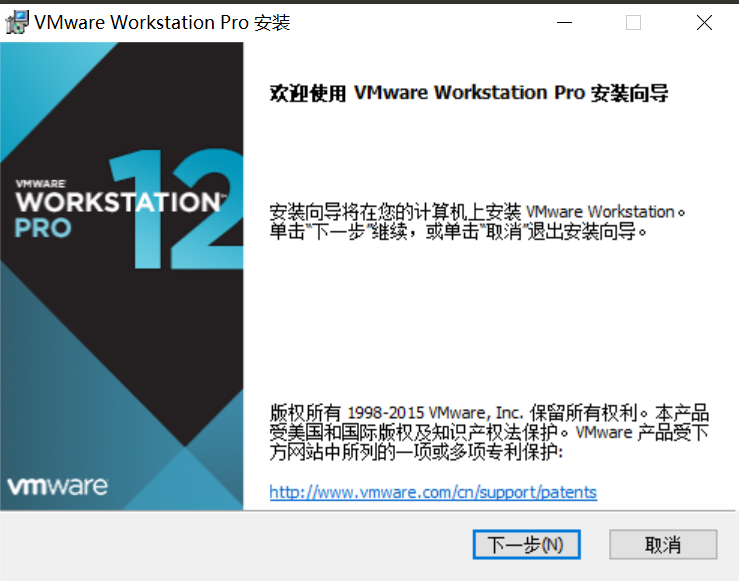 VMware Workstation Pro 安装
VMWARE
WORKSTATION™
PRO
12
vmware
欢迎使用 VMware Workstation Pro 安装向导
安装向导将在您的计算机上安装 VMware Workstation。
单击“下一步”继续，或单击“取消”退出安装向导。
版权所有 1998-2015 VMware, Inc. 保留所有权利。本产品
受美国和国际版权及知识产权法保护。VMware 产品受下
方网站中所列的一项或多项专利保护:
http://www.vmware.com/cn/support/patents
下一步(N)
取消